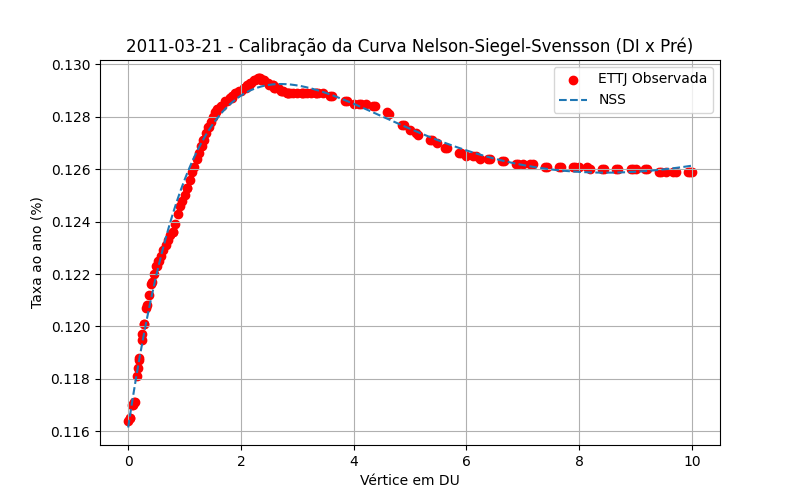 2011-03-21 - Calibração da Curva Nelson-Siegel-Svensson (DI x Pré)
ETTJ Observada
NSS
Taxa ao ano (%)
0.130
0.128
0.126
0.124
0.122
0.120
0.118
0.116
0 2 4 6 8 10
Vértice em DU